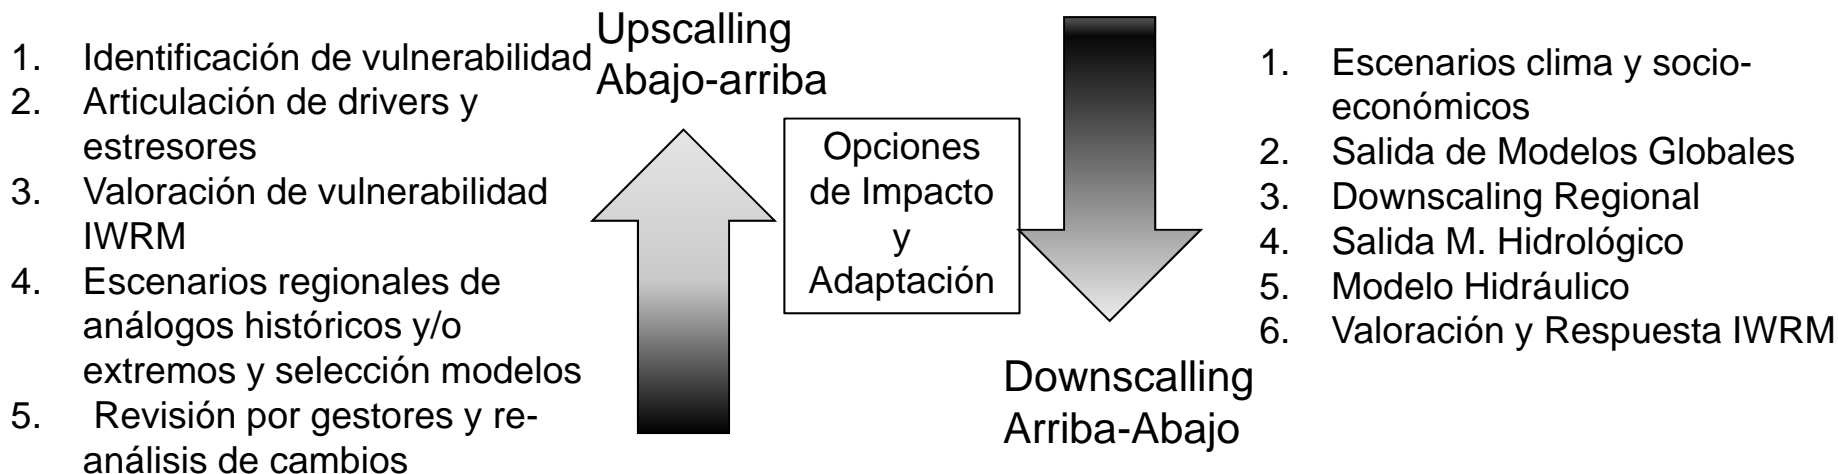 1. Identificación de vulnerabilidad
2. Articulación de drivers y
estresores
3. Valoración de vulnerabilidad
IWRM
4. Escenarios regionales de
análogos históricos y/o
extremos y selección modelos
5. Revisión por gestores y re-
análisis de cambios
Upscalling
Abajo-arriba
Opciones
de Impacto
y
Adaptación
Downscalling
Arriba-Abajo
1. Escenarios clima y socio-
económicos
2. Salida de Modelos Globales
3. Downscaling Regional
4. Salida M. Hidrológico
5. Modelo Hidráulico
6. Valoración y Respuesta IWRM